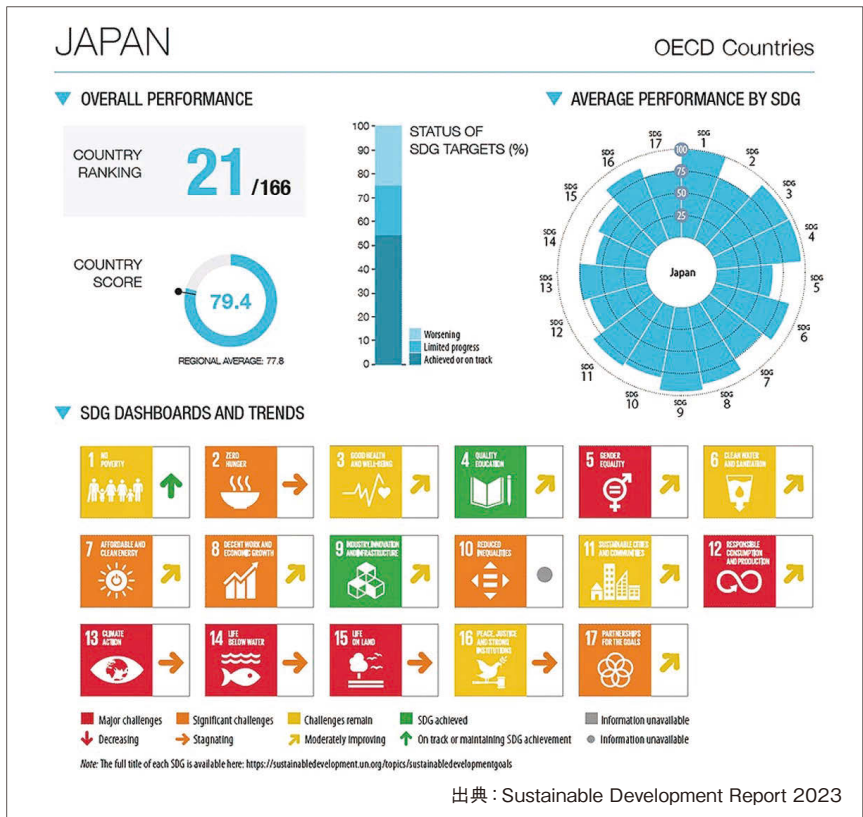 JAPAN
OECD Countries
OVERALL PERFORMANCE
AVERAGE PERFORMANCE BY SDG
COUNTRY
RANKING
21 /166
COUNTRY
SCORE
79.4
REGIONAL AVERAGE: 77.8
STATUS OF
SDG TARGETS (%)
100
90
80
70
60
50
40
30
20
10
0
Worsening
Limited progress
Achieved or on track
SDG
1
SDG
2
SDG
3
SDG
4
SDG
5
SDG
6
SDG
7
SDG
8
SDG
9
SDG
10
SDG
11
SDG
12
SDG
13
SDG
14
SDG
15
SDG
16
SDG
17
100
75
50
25
Japan
SDG DASHBOARDS AND TRENDS
1 NO
POVERTY
2 ZERO
HUNGER
3 GOOD HEALTH
AND WELL-BEING
4 QUALITY
EDUCATION
5 GENDER
EQUALITY
6 CLEAN WATER
AND SANITATION
7 AFFORDABLE AND
CLEAN ENERGY
8 DECENT WORK AND
ECONOMIC GROWTH
9 INDUSTRY, INNOVATION
AND INFRASTRUCTURE
10 REDUCED
INEQUALITIES
11 SUSTAINABLE CITIES
AND COMMUNITIES
12 RESPONSIBLE
CONSUMPTION
AND PRODUCTION
13 CLIMATE
ACTION
14 LIFE
BELOW WATER
15 LIFE
ON LAND
16 PEACE, JUSTICE
AND STRONG
INSTITUTIONS
17 PARTNERSHIPS
FOR THE GOALS
Major challenges
Significant challenges
Challenges remain
SDG achieved
Information unavailable
Decreasing
Stagnating
Moderately improving
On track or maintaining SDG achievement
Information unavailable
Note: The full title of each SDG is available here: https://sustainabledevelopment.un.org/topics/sustainabledevelopmentgoals
出典：Sustainable Development Report 2023